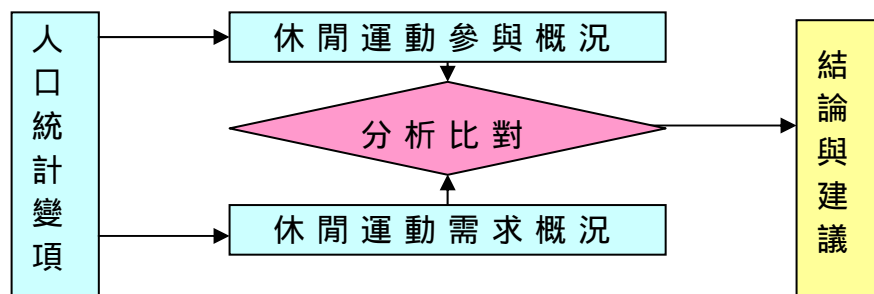 人口統計變項
休閒運動參與概況
分析比對
休閒運動需求概況
結論與建議